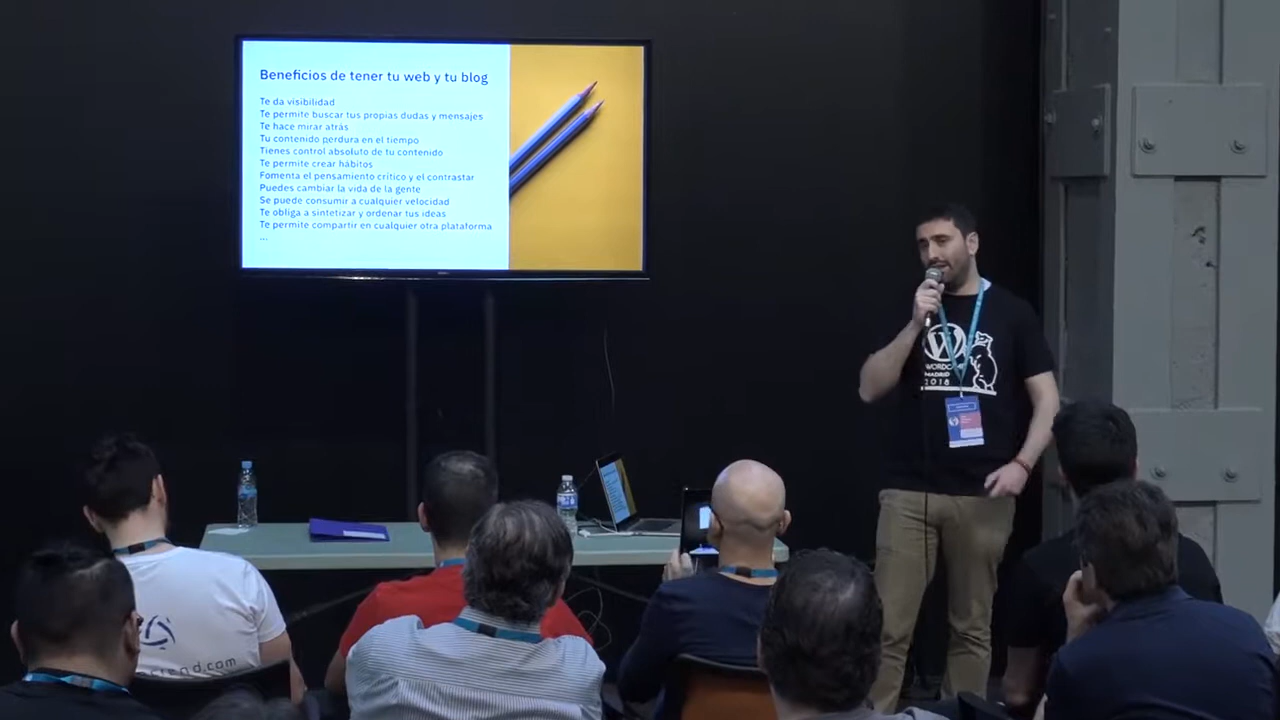 Beneficios de tener tu web y tu blog
Te da visibilidad
Te permite buscar tus propias dudas y mensajes
Te hace mirar atrás
Tu contenido perdura en el tiempo
Tienes control absoluto de tu contenido
Te permite crear hábitos
Fomenta el pensamiento crítico y el contrastar
Puedes cambiar la vida de la gente
Se puede consumir a cualquier velocidad
Te obliga a sintetizar y ordenar tus ideas
Te permite compartir en cualquier otra plataforma
...
W
MADRID
2018